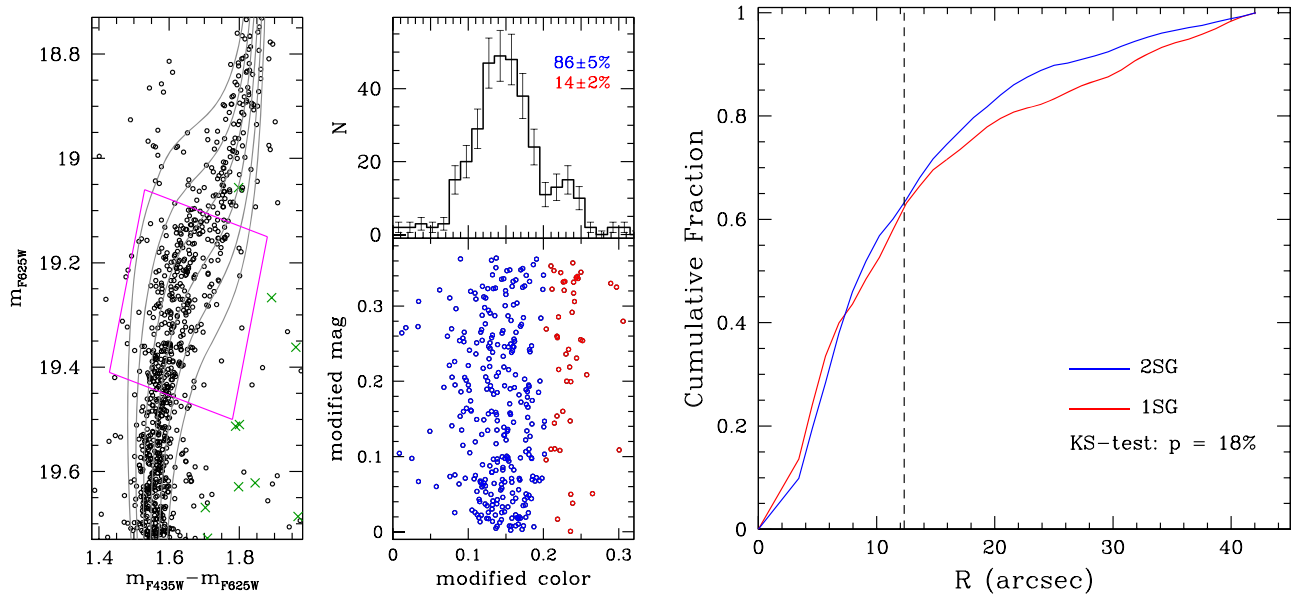 18.8
19
19.2
19.4
19.6
m_F625W
1.4 1.6 1.8
m_F435W−m_F625W
86±5%
14±2%
40
20
0
N
0.3
0.2
0.1
0
modified mag
0 0.1 0.2 0.3
modified color
1
0.8
0.6
0.4
0.2
0
Cumulative Fraction
2SG
1SG
KS−test: p = 18%
0 10 20 30 40
R (arcsec)